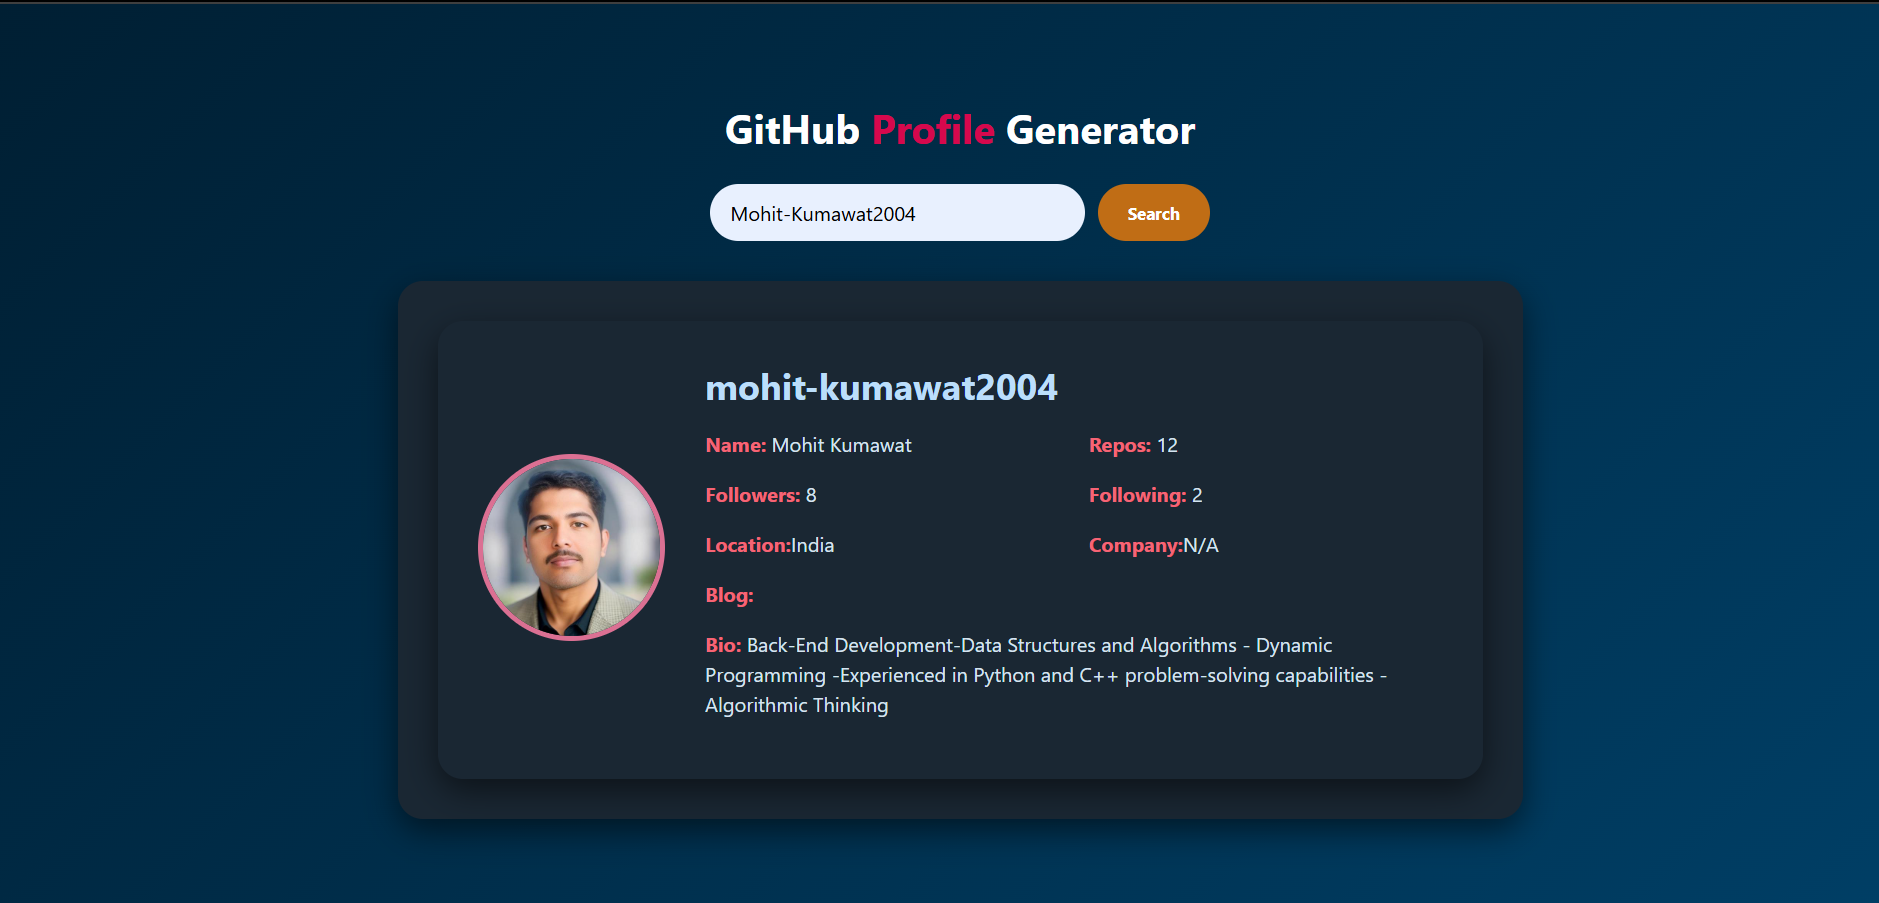 GitHub Profile Generator
Mohit-Kumawat2004
Search
mohit-kumawat2004
Name: Mohit Kumawat
Repos: 12
Followers: 8
Following: 2
Location:India
Company:N/A
Blog:
Bio: Back-End Development-Data Structures and Algorithms - Dynamic
Programming -Experienced in Python and C++ problem-solving capabilities -
Algorithmic Thinking